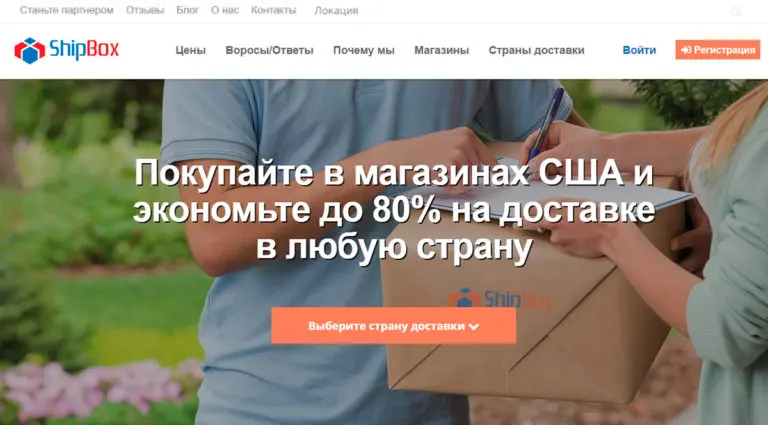 Станьте партнером Отзывы Блог О нас Контакты Локация
ShipBox Цены Воросы/Ответы Почему мы Магазины Страны доставки Войти Регистрация
Покупайте в магазинах США и
экономьте до 80% на доставке
в любую страну
ShipBox
Выберите страну доставки